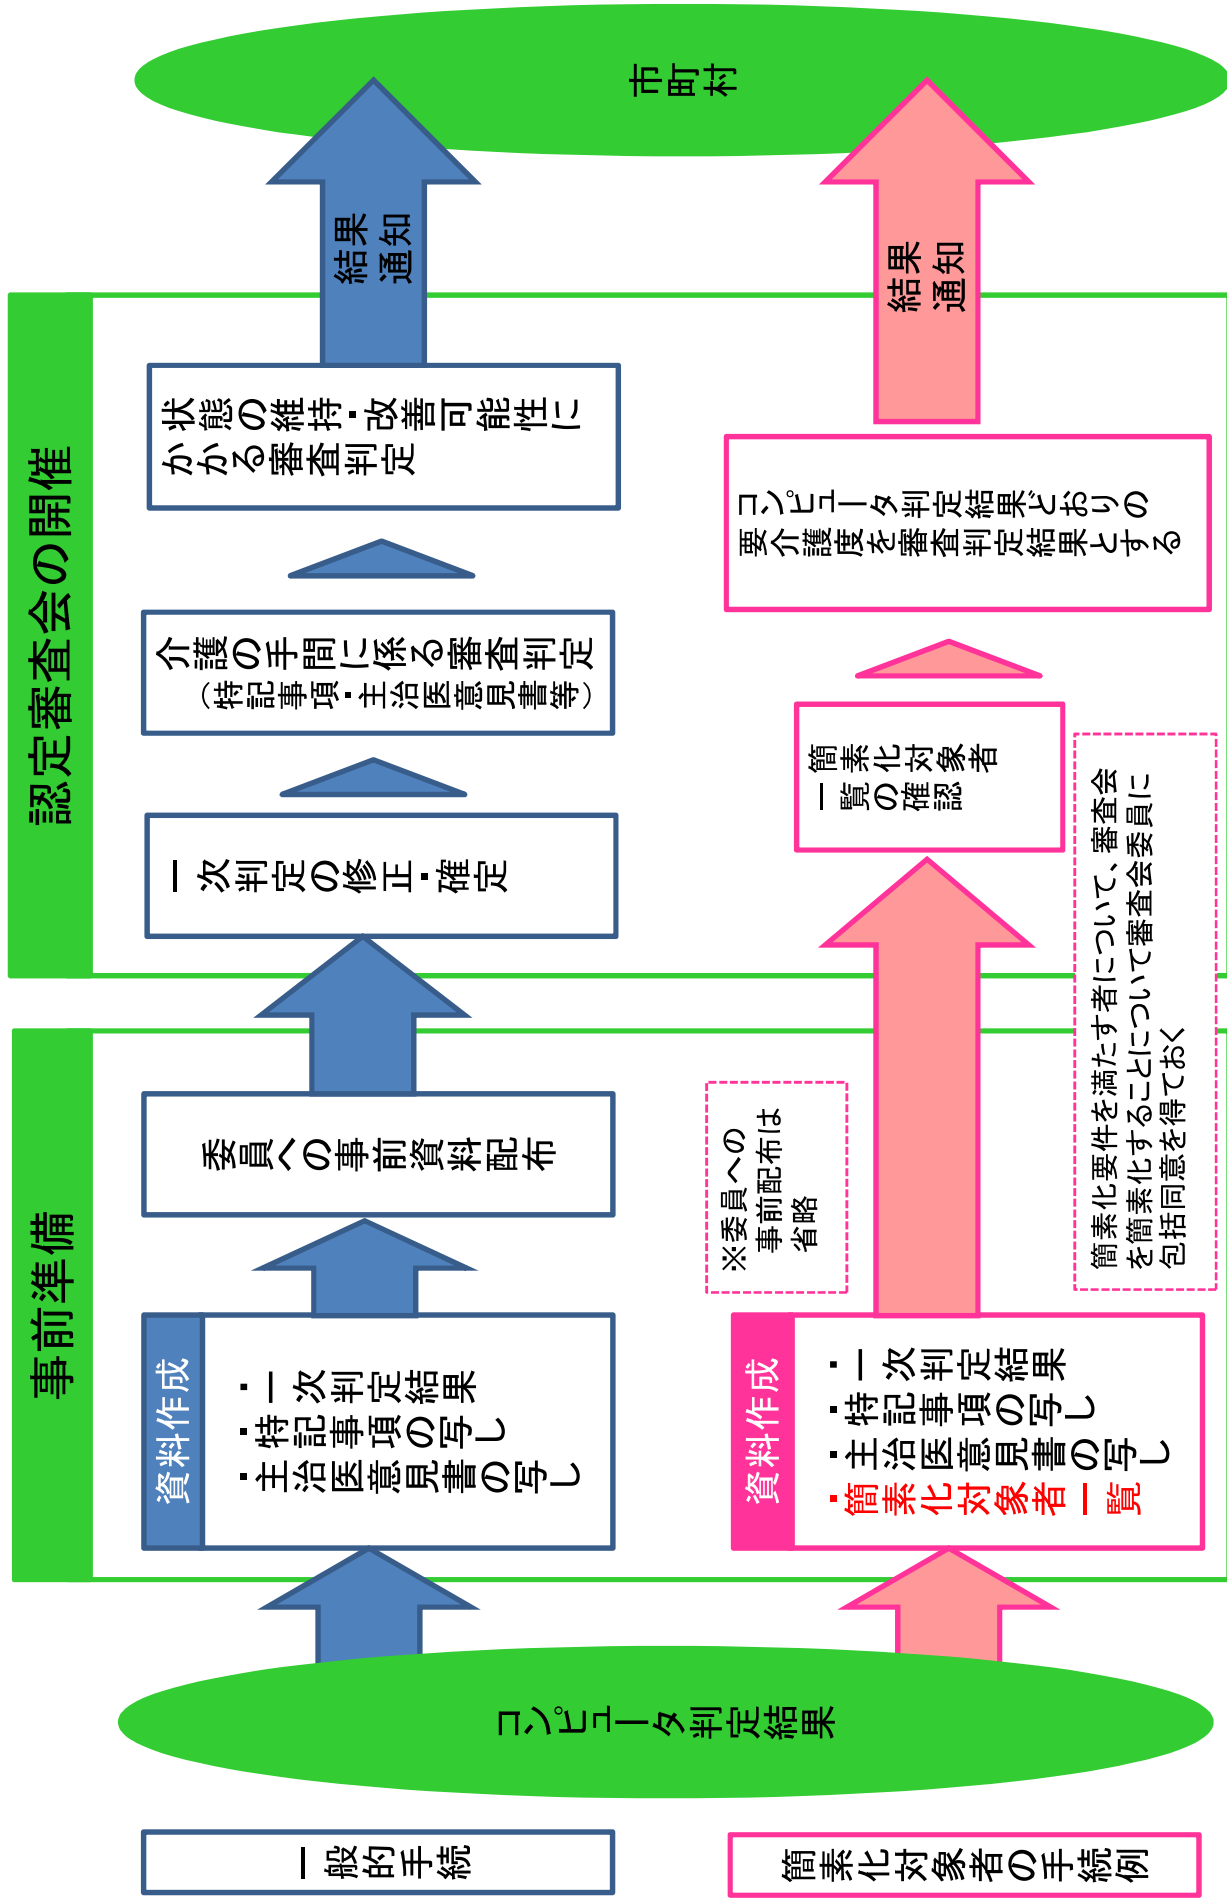 事前準備
認定審査会の開催
一般的手続
コンピュータ判定結果
資料作成
・一次判定結果
・特記事項の写し
・主治医意見書の写し
委員への事前資料配布
一次判定の修正・確定
介護の手間に係る審査判定
（特記事項・主治医意見書等）
状態の維持・改善可能性に
かかる審査判定
結果
通知
市町村
簡素化対象者の手続例
資料作成
・一次判定結果
・特記事項の写し
・主治医意見書の写し
・簡素化対象者一覧
※委員への
事前配布は
省略
簡素化対象者
一覧の確認
コンピュータ判定結果どおりの
要介護度を審査判定結果とする
結果
通知
簡素化要件を満たす者について、審査会
を簡素化することについて審査会委員に
包括同意を得ておく